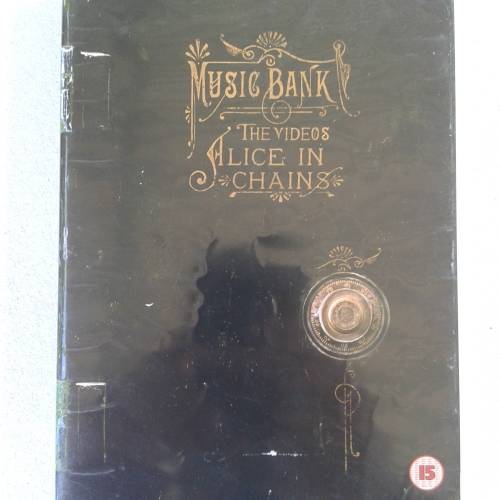 MUSIC BANK
THE VIDEOS
ALICE IN
CHAINS
15